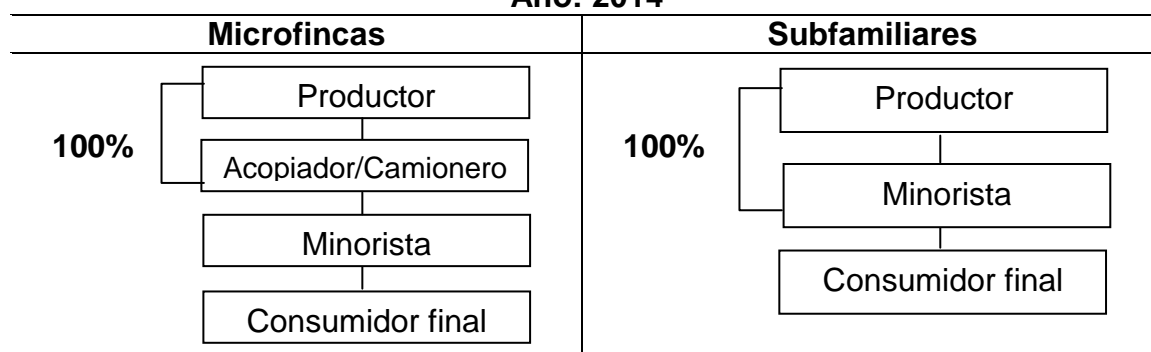 Año: 2014
Microfincas
Subfamiliares
100%
Productor
Acopiador/Camionero
Minorista
Consumidor final
100%
Productor
Minorista
Consumidor final